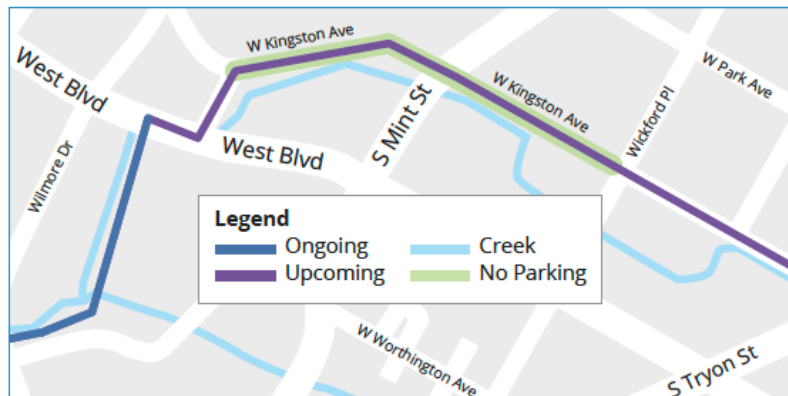 W Kingston Ave
West Blvd
W Park Ave
W Kingston Ave
S Mint St
Wickford Pl
West Blvd
Wilmore Dr
Legend
Ongoing
Creek
Upcoming
No Parking
W Worthington Ave
S Tryon St